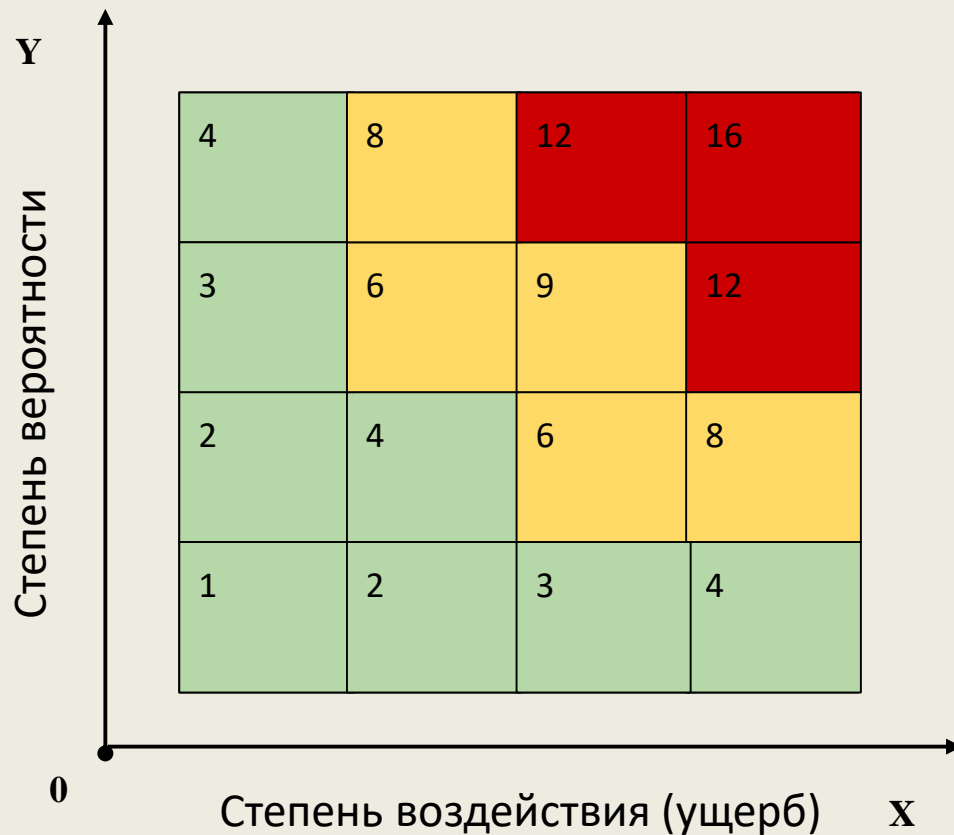 Y
Степень вероятности
4 8 12 16
3 6 9 12
2 4 6 8
1 2 3 4
0
Степень воздействия (ущерб) X